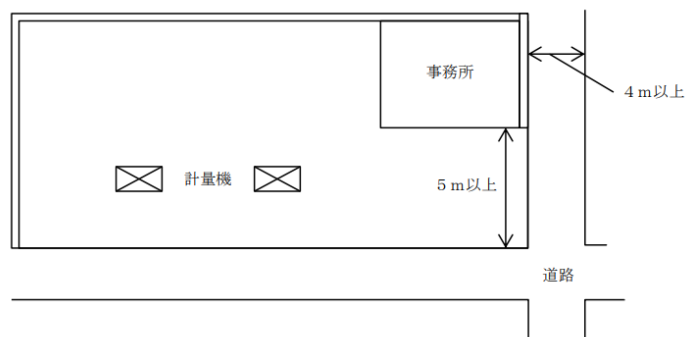 事務所
４ｍ以上
計量機
５ｍ以上
道路